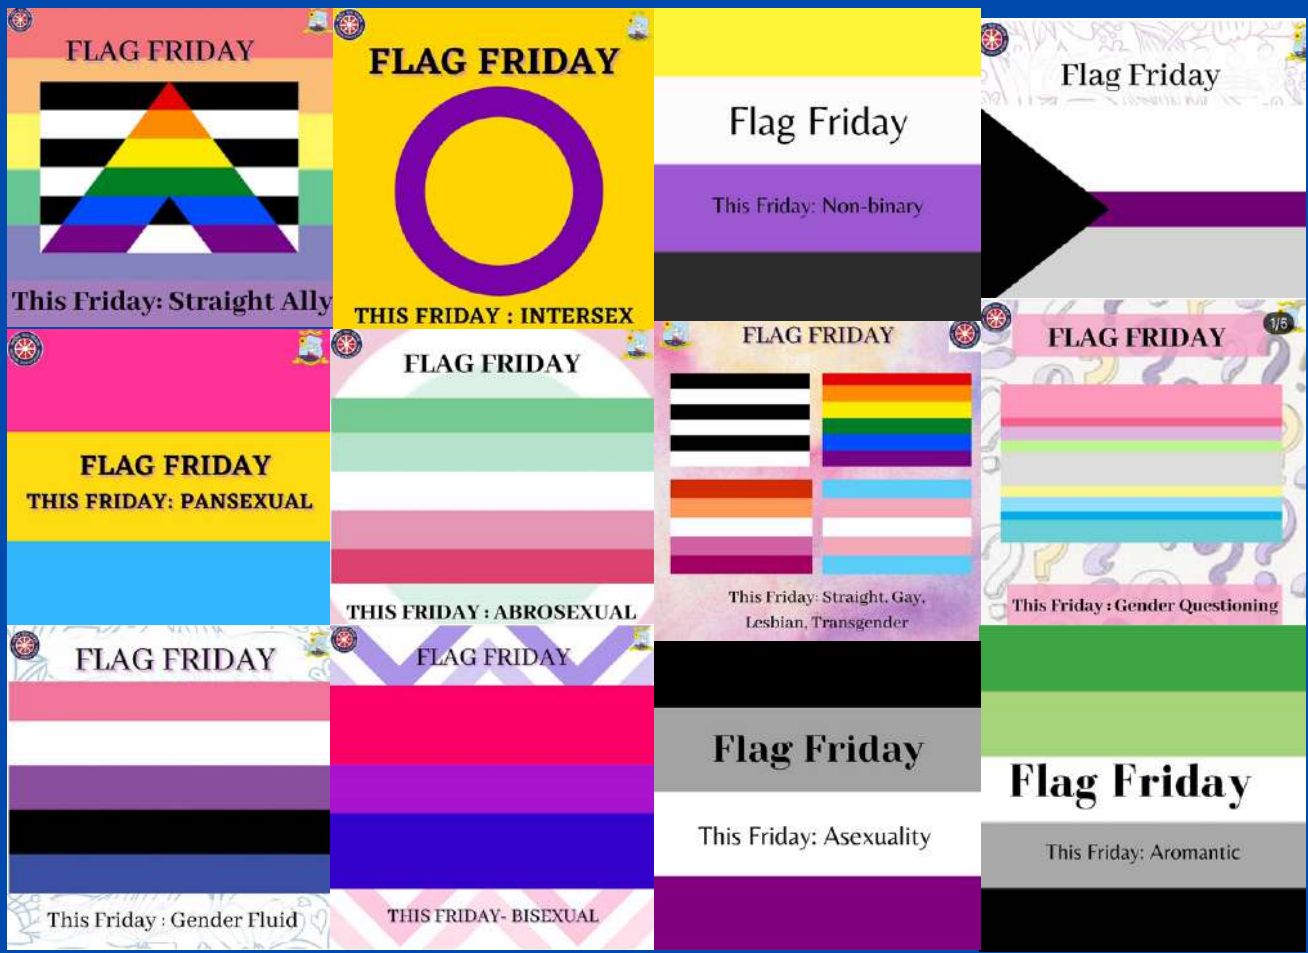 FLAG FRIDAY
This Friday: Straight Ally
FLAG FRIDAY
THIS FRIDAY : INTERSEX
Flag Friday
This Friday: Non-binary
Flag Friday
FLAG FRIDAY
THIS FRIDAY: PANSEXUAL
FLAG FRIDAY
THIS FRIDAY : ABROSEXUAL
FLAG FRIDAY
This Friday: Straight, Gay,
Lesbian, Transgender
1/6
FLAG FRIDAY
This Friday : Gender Questioning
FLAG FRIDAY
This Friday : Gender Fluid
FLAG FRIDAY
THIS FRIDAY- BISEXUAL
Flag Friday
This Friday: Asexuality
Flag Friday
This Friday: Aromantic